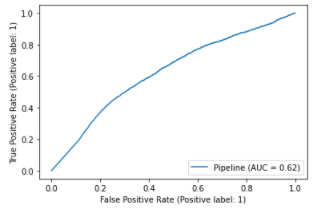 1.0
0.8
0.6
0.4
0.2
0.0
True Positive Rate (Positive label: 1)
Pipeline (AUC = 0.62)
0.0 0.2 0.4 0.6 0.8 1.0
False Positive Rate (Positive label: 1)